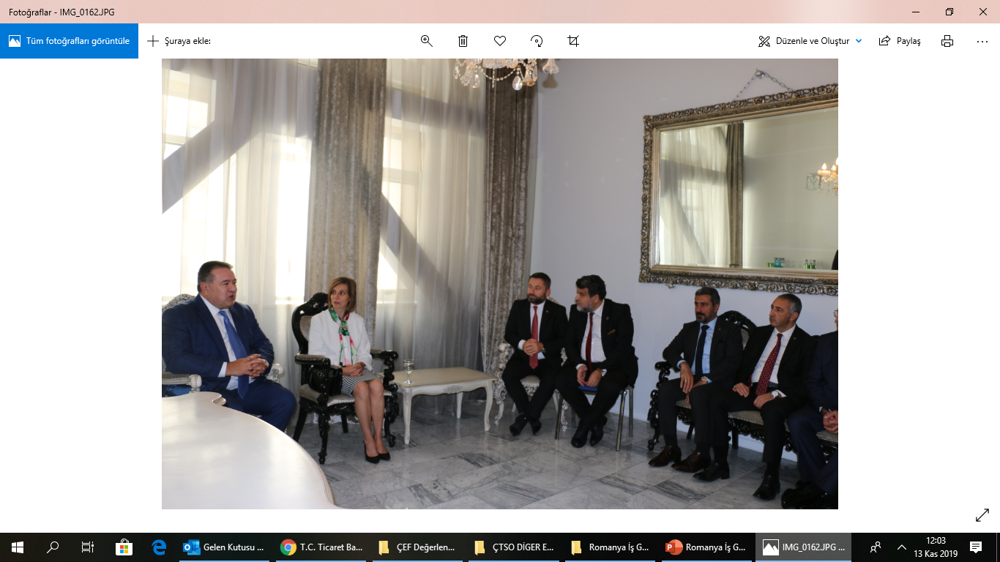 Fotoğraflar - IMG_0162.JPG
Tüm fotoğrafları görüntüle
Şuraya ekle:
Düzenle ve Oluştur
Paylaş
Gelen Kutusu ...
T.C. Ticaret Ba...
ÇEF Değerlen...
ÇTSO DİGER E...
Romanya İş G...
Romanya İş G...
IMG_0162.JPG ...
12:03
13 Kas 2019